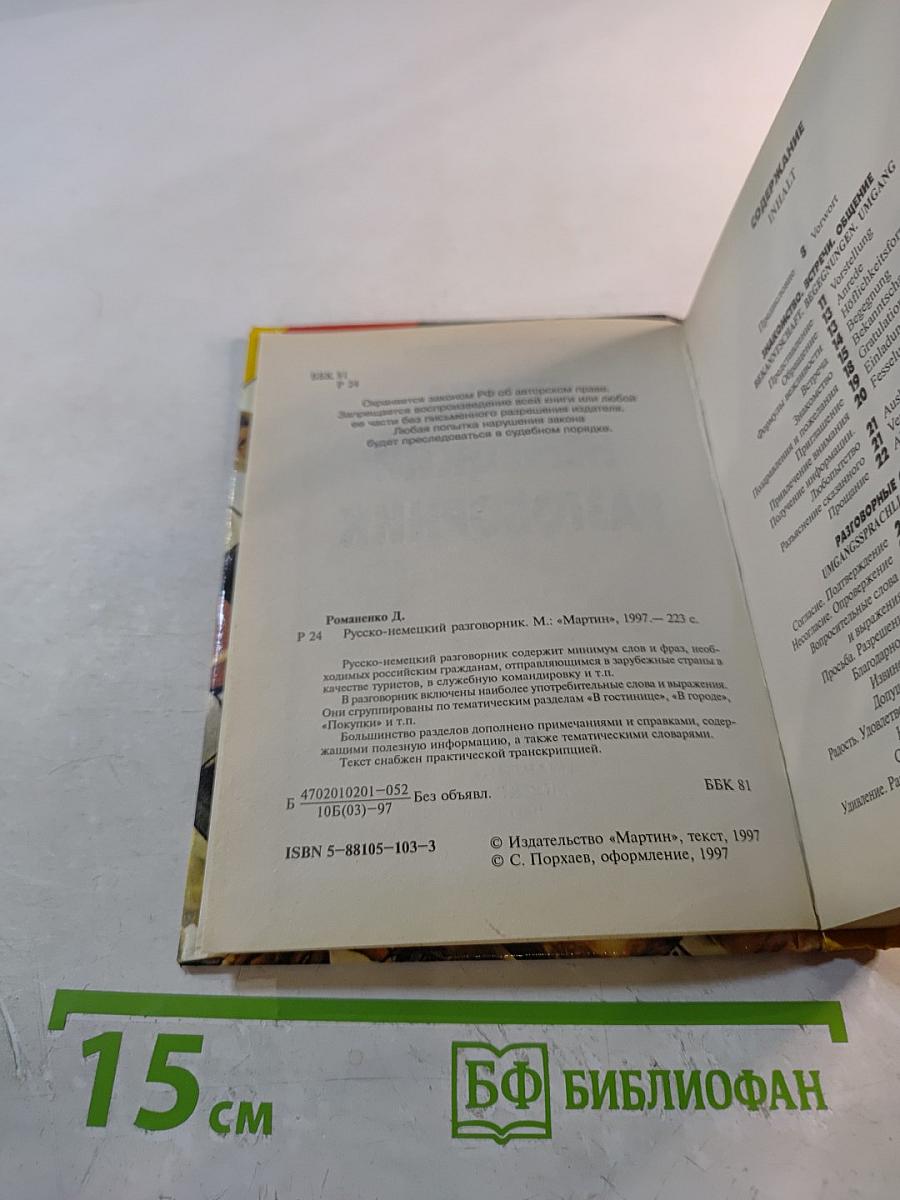 ББК 81
Р 24
Охраняется законом РФ об авторском праве.
Запрещается воспроизведение всей книги или любой
ее части без письменного разрешения издателя.
Любая попытка нарушения закона
будет преследоваться в судебном порядке.
Романенко Д.
Р 24 Русско-немецкий разговорник. М.: «Мартин», 1997.— 223 с.
Русско-немецкий разговорник содержит минимум слов и фраз, необ-
ходимых российским гражданам, отправляющимся в зарубежные страны в
качестве туристов, в служебную командировку и т.п.
В разговорник включены наиболее употребительные слова и выражения.
Они сгруппированы по тематическим разделам «В гостинице», «В городе»,
«Покупки» и т.п.
Большинство разделов дополнено примечаниями и справками, содер-
жащими полезную информацию, а также тематическими словарями.
Текст снабжен практической транскрипцией.
Б 4702010201—052
10Б(03)—97 Без объявл.
ББК 81
ISBN 5—88105—103—3
© Издательство «Мартин», текст, 1997
© С. Порхаев, оформление, 1997
СОДЕРЖАНИЕ
INHALT
Предисловие 3 Vorwort
ЗНАКОМСТВО, ВСТРЕЧИ, ОБЩЕНИЕ
BEKANNTSCHAFT, BEGEGNUNGEN, UMGANG
Представление 11 Vorstellung
Обращение 12 Anrede
Формулы вежливости 13
Встреча 14 Begegnung
Знакомство 15
Поздравления и пожелания 18
Приглашение 19
Привлечение внимания 20
Получение информации.
Любопытство 21
Разъяснение сказанного 21
Прощание 22
РАЗГОВОРНЫЕ
Согласие. Подтверждение
Несогласие. Опровержение
Вопросительные слова
и выражения
15 см
БФ БИБЛИОФАН